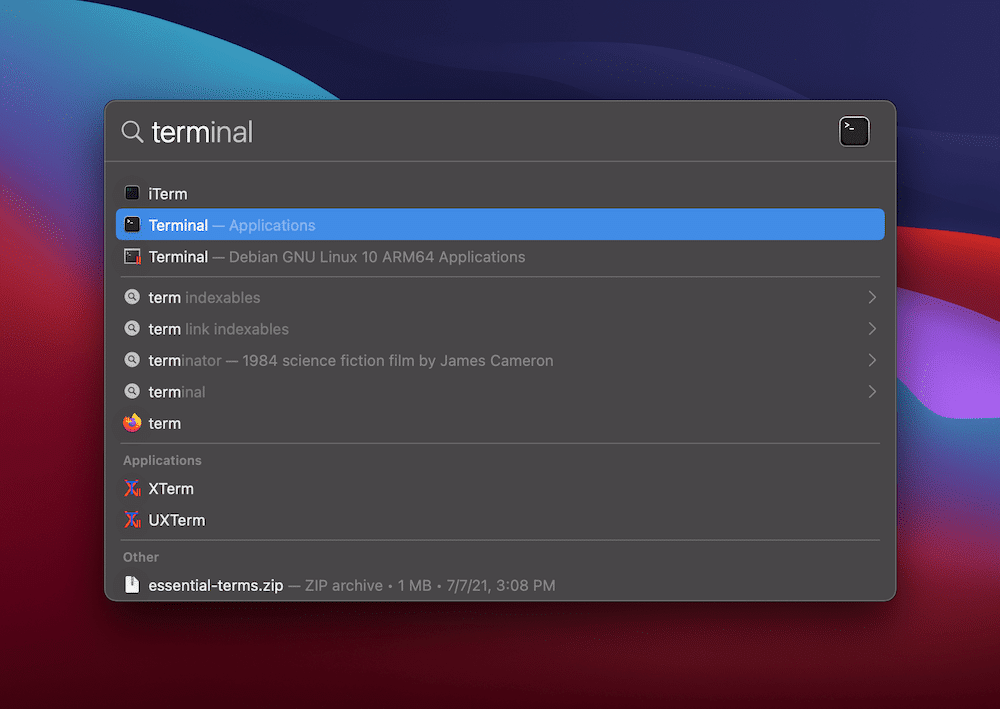 terminal
iTerm
Terminal — Applications
Terminal — Debian GNU Linux 10 ARM64 Applications
term indexables
term link indexables
terminator — 1984 science fiction film by James Cameron
terminal
term
Applications
XTerm
UXTerm
Other
essential-terms.zip — ZIP archive • 1 MB • 7/7/21, 3:08 PM